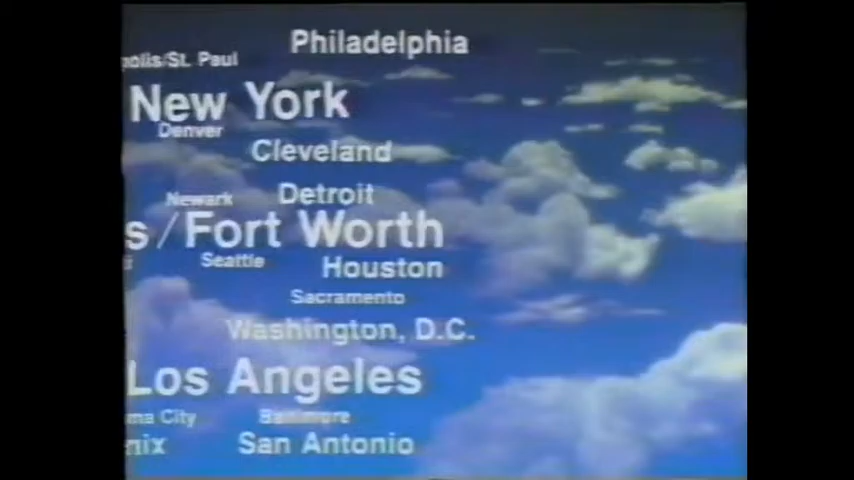 Philadelphia
olis/St. Paul
New York
Denver
Cleveland
Detroit
Newark
s/Fort Worth
Seattle
Houston
Sacramento
Washington, D.C.
Los Angeles
ma City
Baltimore
nix
San Antonio